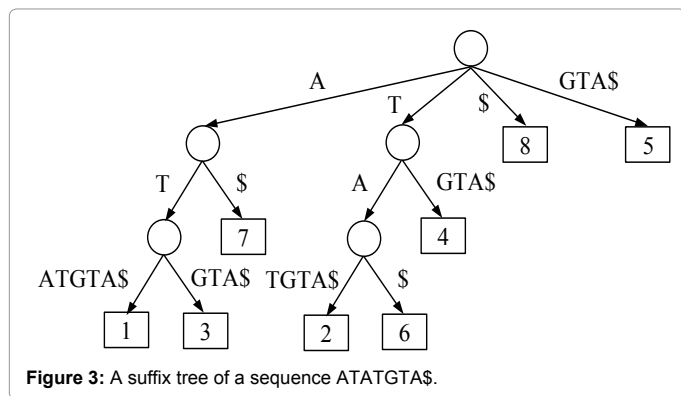 A
T
$
GTA$
8
5
T
$
A
GTA$
7
4
ATGTA$
GTA$
TGTA$
$
1
3
2
6
Figure 3: A suffix tree of a sequence ATATGTA$.